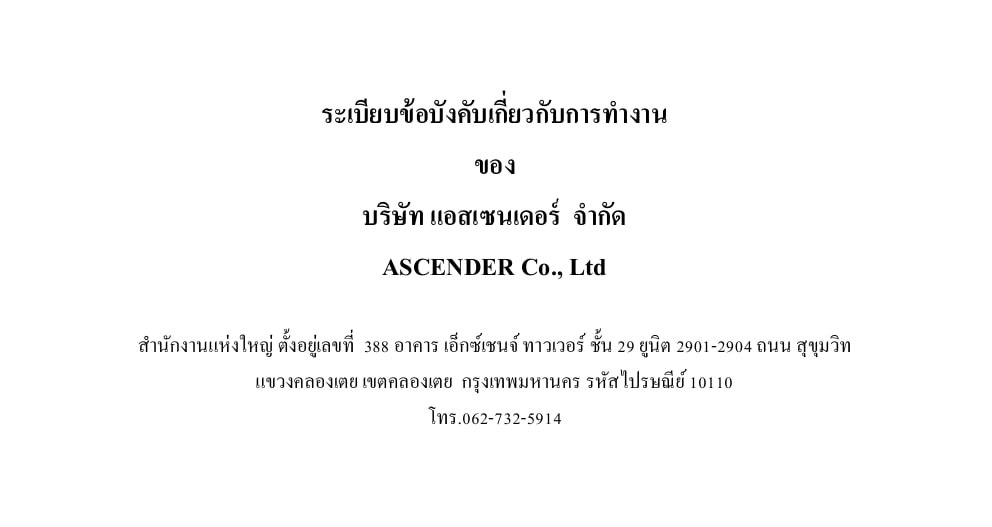 ระเบียบข้อบังคับเกี่ยวกับการทำงาน
ของ
บริษัท แอสเซนเดอร์ จำกัด
ASCENDER Co., Ltd
สำนักงานแห่งใหญ่ ตั้งอยู่เลขที่ 388 อาคาร เอ็กซ์เชนจ์ ทาวเวอร์ ชั้น 29 ยูนิต 2901-2904 ถนน สุขุมวิท
แขวงคลองเตย เขตคลองเตย กรุงเทพมหานคร รหัสไปรษณีย์ 10110
โทร.062-732-5914